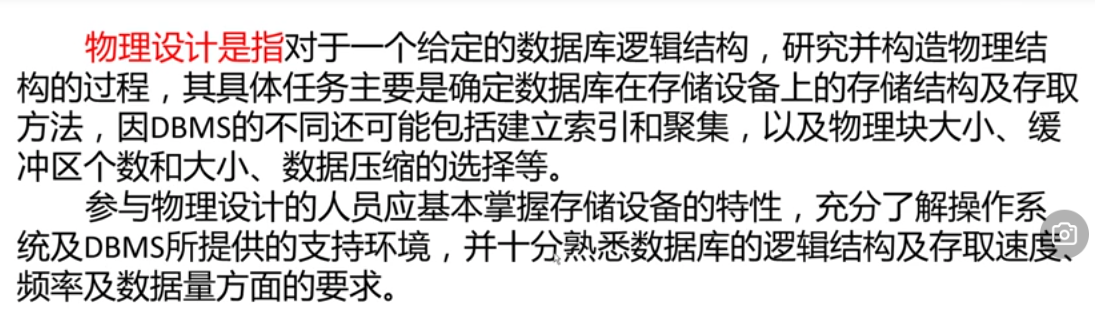 物理设计是指对于一个给定的数据库逻辑结构，研究并构造物理结
构的过程，其具体任务主要是确定数据库在存储设备上的存储结构及存取
方法，因DBMS的不同还可能包括建立索引和聚集，以及物理块大小、缓
冲区个数和大小、数据压缩的选择等。
参与物理设计的人员应基本掌握存储设备的特性，充分了解操作系
统及DBMS所提供的支持环境，并十分熟悉数据库的逻辑结构及存取速度、
频率及数据量方面的要求。